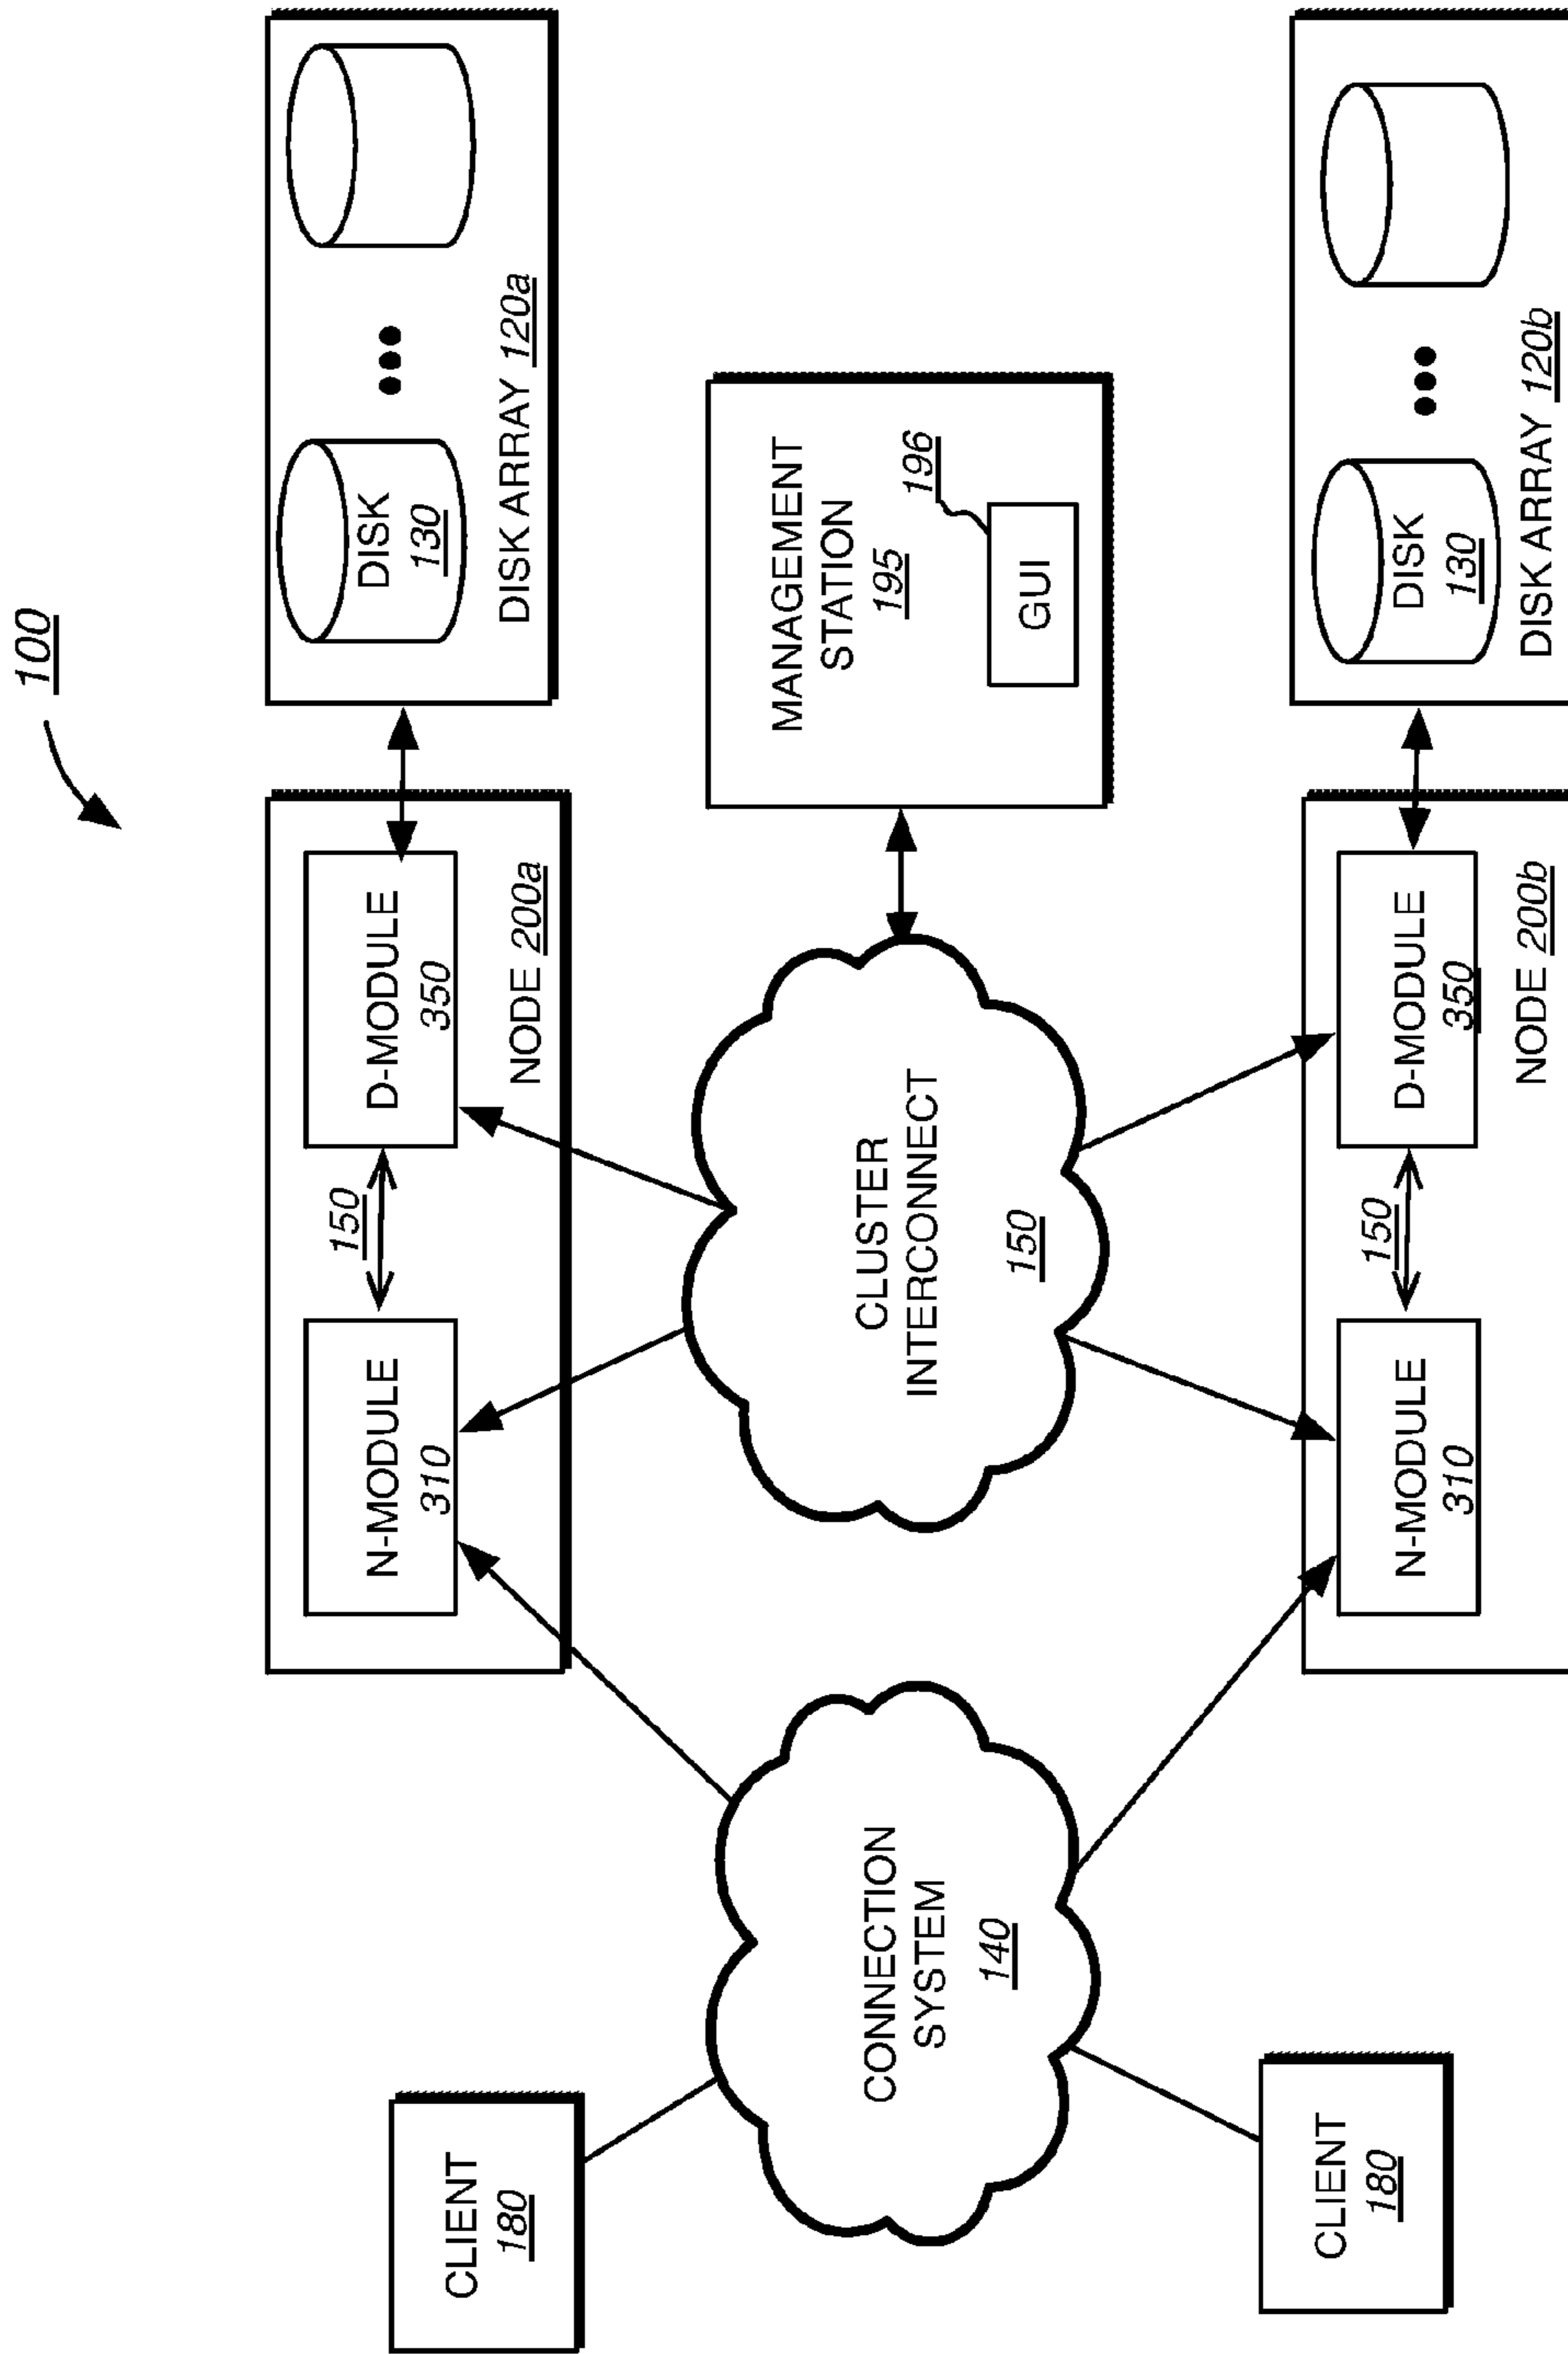 100
CLIENT
180
CLIENT
180
CONNECTION
SYSTEM
140
N-MODULE
310
150
D-MODULE
350
NODE 200a
DISK
130
DISK ARRAY 120a
CLUSTER
INTERCONNECT
150
MANAGEMENT
STATION
195
196
GUI
N-MODULE
310
150
D-MODULE
350
NODE 200b
DISK
130
DISK ARRAY 120b